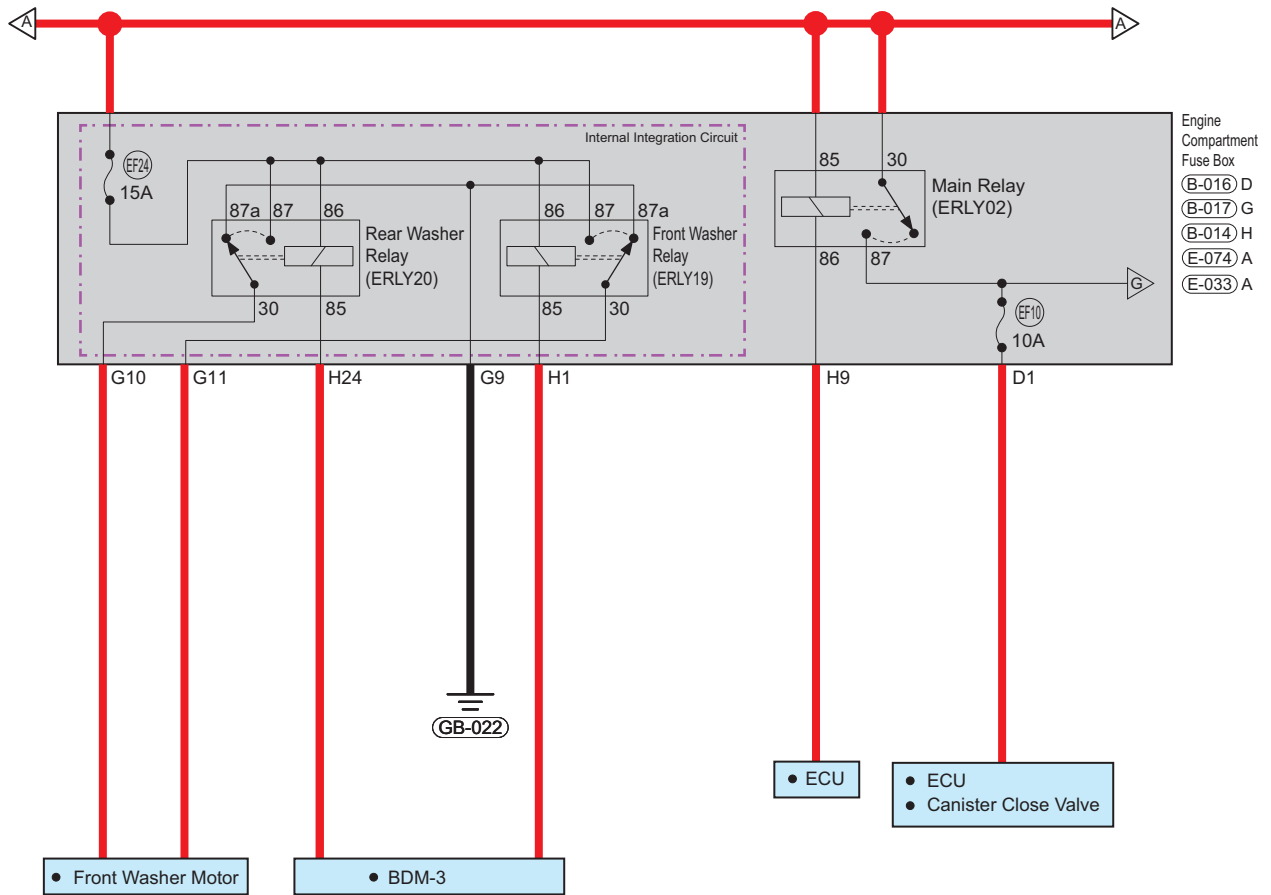 A
A
Internal Integration Circuit
EF24
15A
87a 87 86
Rear Washer
Relay
(ERLY20)
30 85
86 87 87a
Front Washer
Relay
(ERLY19)
85 30
85 30
Main Relay
(ERLY02)
86 87
G
EF10
10A
Engine
Compartment
Fuse Box
B-016 D
B-017 G
B-014 H
E-074 A
E-033 A
G10 G11 H24 G9 H1 H9 D1
GB-022
• ECU
• ECU
• Canister Close Valve
• Front Washer Motor
• BDM-3